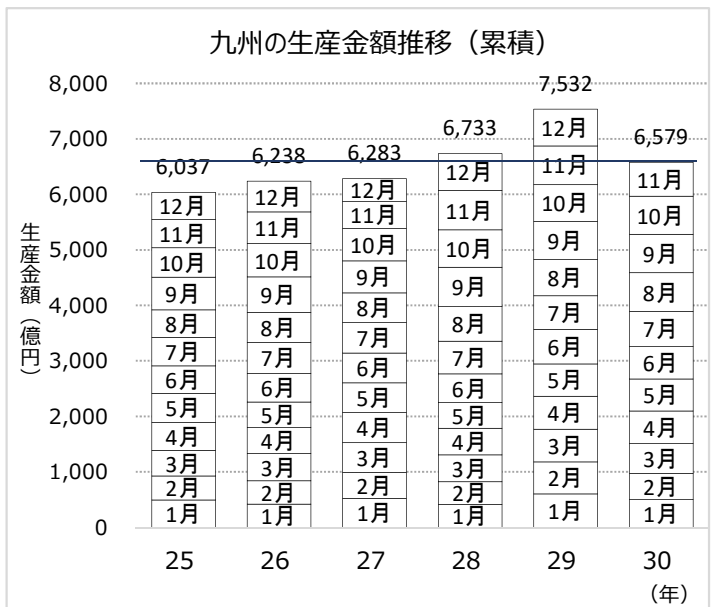 九州の生産金額推移（累積）
8,000
7,000
6,000
5,000
4,000
3,000
2,000
1,000
0
生産金額（億円）
6,037
12月
11月
10月
9月
8月
7月
6月
5月
4月
3月
2月
1月
6,238
12月
11月
10月
9月
8月
7月
6月
5月
4月
3月
2月
1月
6,283
12月
11月
10月
9月
8月
7月
6月
5月
4月
3月
2月
1月
6,733
12月
11月
10月
9月
8月
7月
6月
5月
4月
3月
2月
1月
7,532
12月
11月
10月
9月
8月
7月
6月
5月
4月
3月
2月
1月
6,579
11月
10月
9月
8月
7月
6月
5月
4月
3月
2月
1月
25 26 27 28 29 30
（年）